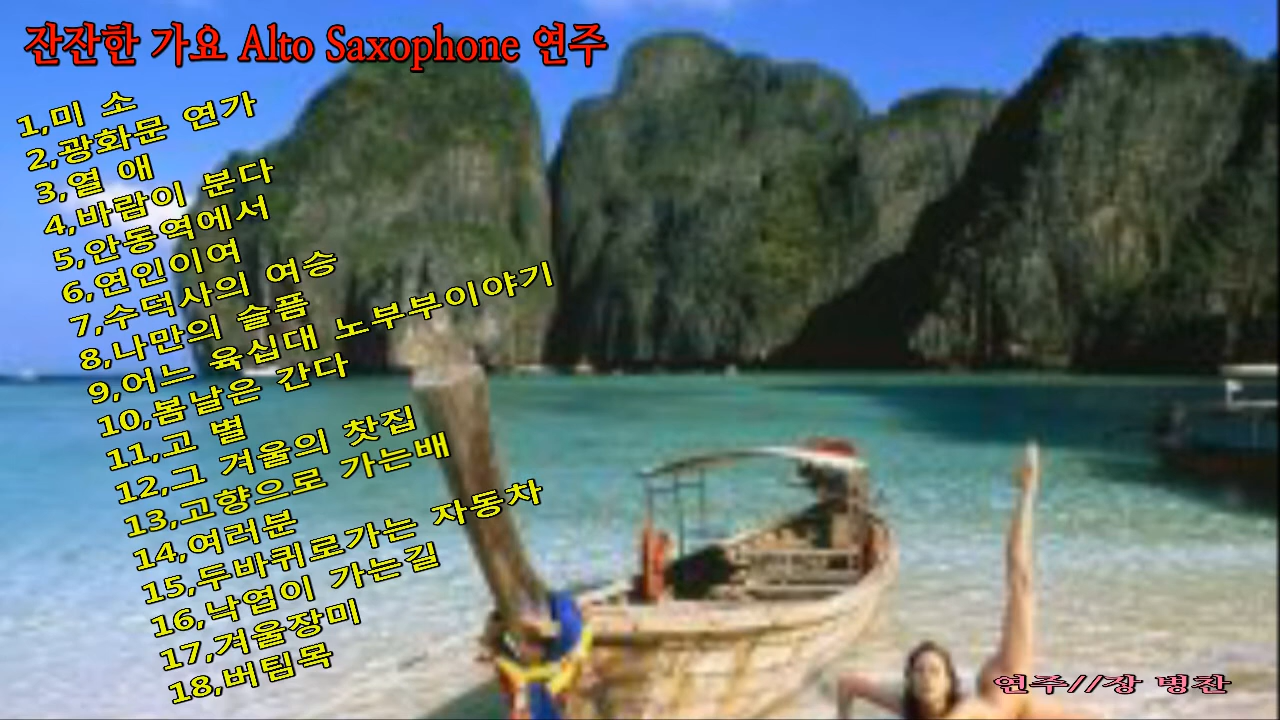 잔잔한 가요 Alto Saxophone 연주
1,미 소
2,광화문 연가
3,열 애
4,바람이 분다
5,안동역에서
6,연인이여
7,수덕사의 여승
8,나만의 슬픔
9,어느 육십대 노부부이야기
10,봄날은 간다
11,고 별
12,그 겨울의 찻집
13,고향으로 가는배
14,여러분
15,두바퀴로가는 자동차
16,낙엽이 가는길
17,겨울장미
18,버팀목
연주//장 병찬